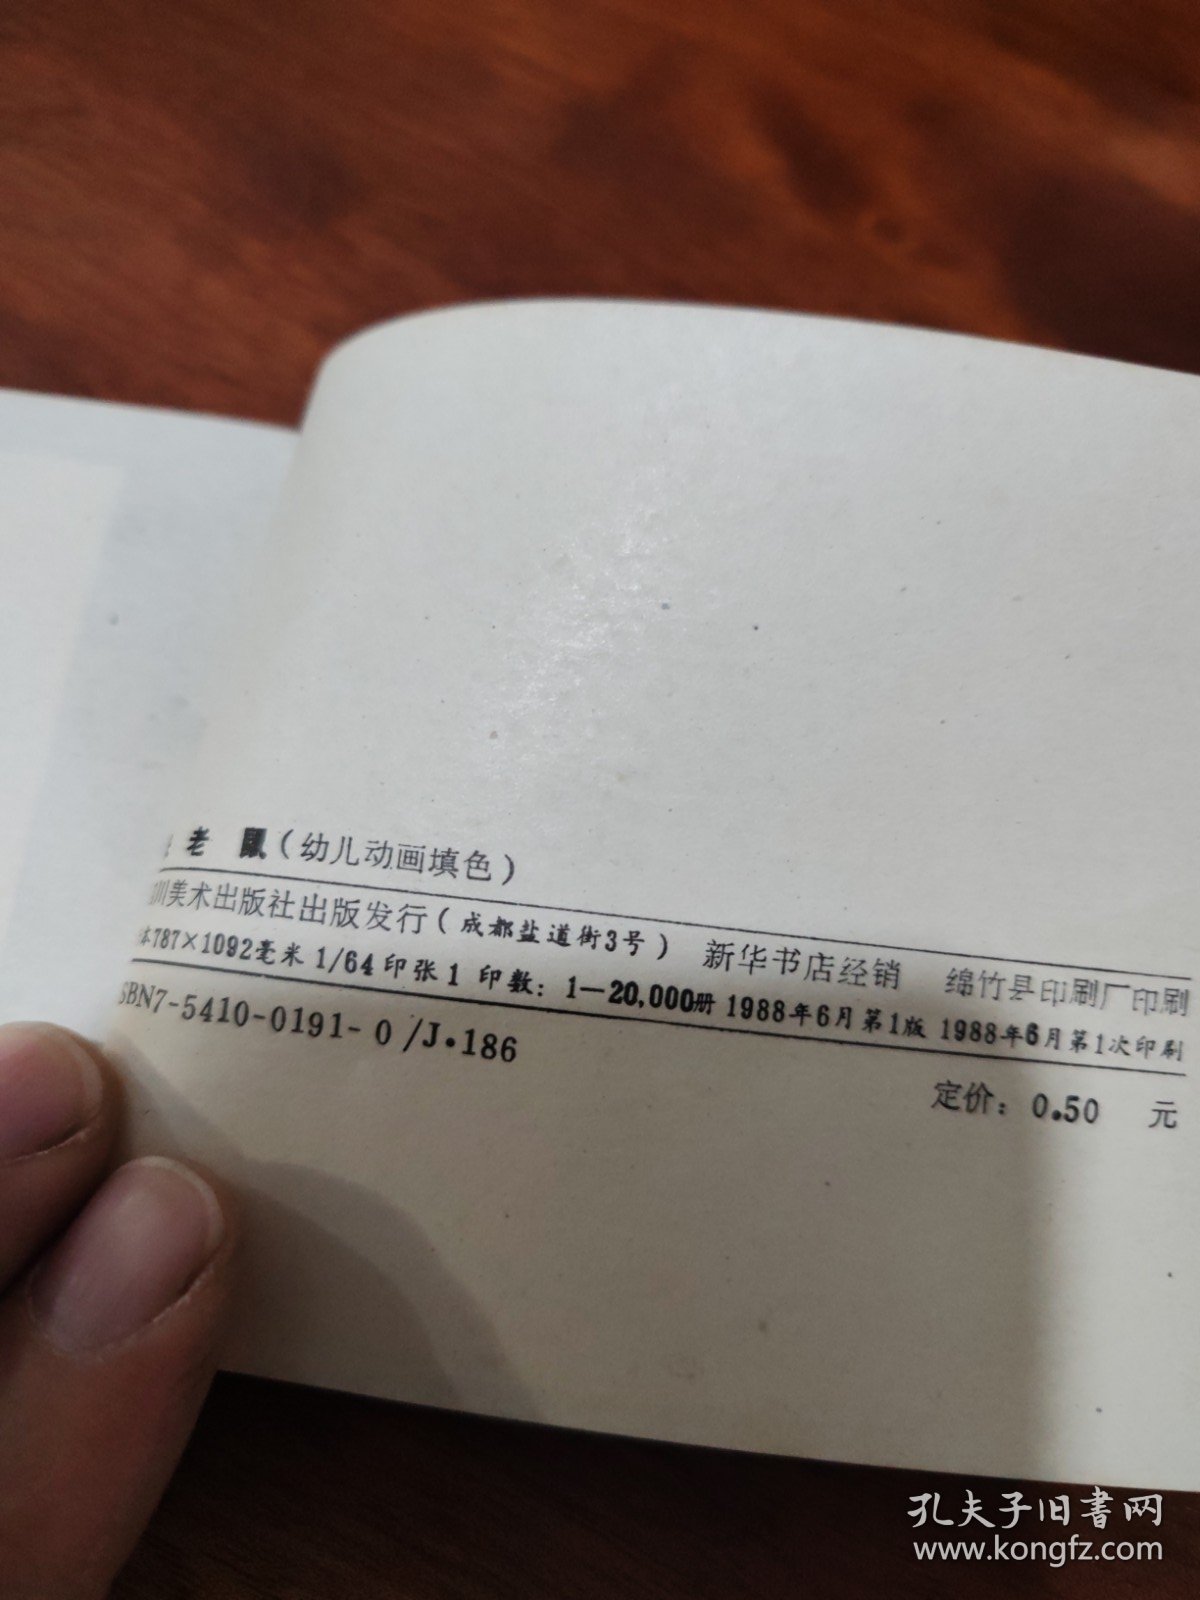 老 鼠（幼儿动画填色）
川美术出版社出版发行（成都盐道街3号） 新华书店经销 绵竹县印刷厂印刷
本787×1092毫米 1/64 印张1 印数：1—20,000册 1988年6月第1版 1988年6月第1次印刷
SBN7-5410-0191-0/J·186
定价：0.50 元
孔夫子旧书网
www.kongfz.com